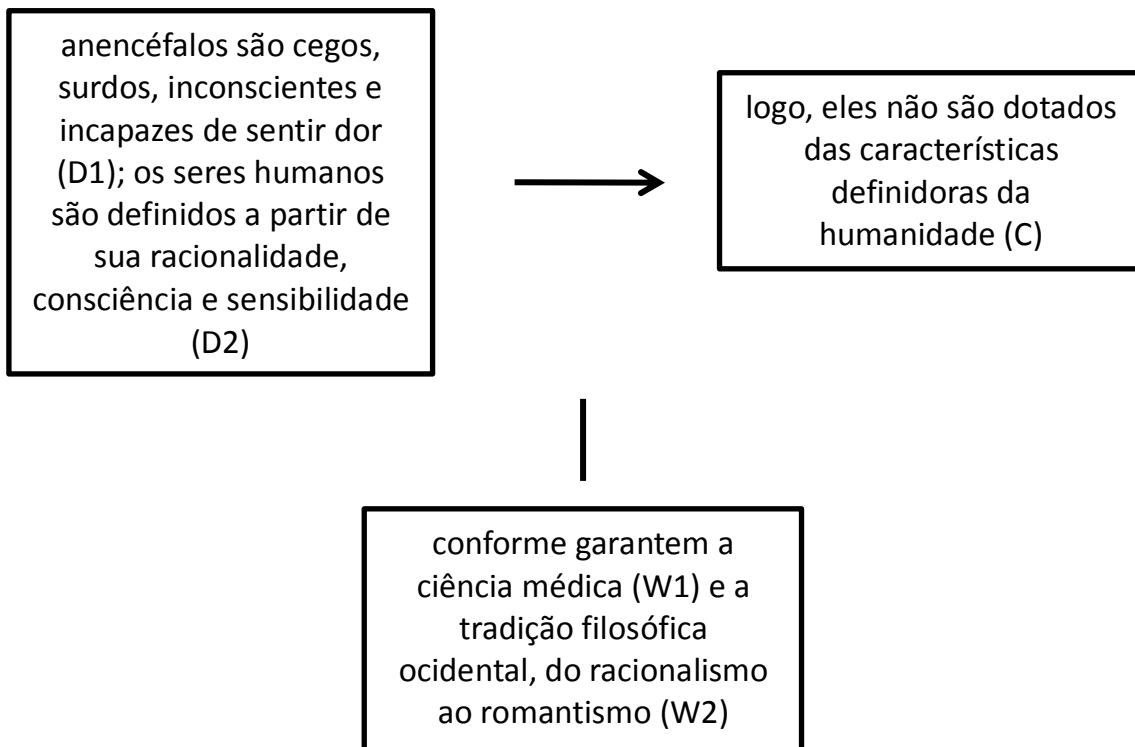 anencéfalos são cegos,
surdos, inconscientes e
incapazes de sentir dor
(D1); os seres humanos
são definidos a partir de
sua racionalidade,
consciência e sensibilidade
(D2)
logo, eles não são dotados
das características
definidoras da
humanidade (C)
conforme garantem a
ciência médica (W1) e a
tradição filosófica
ocidental, do racionalismo
ao romantismo (W2)